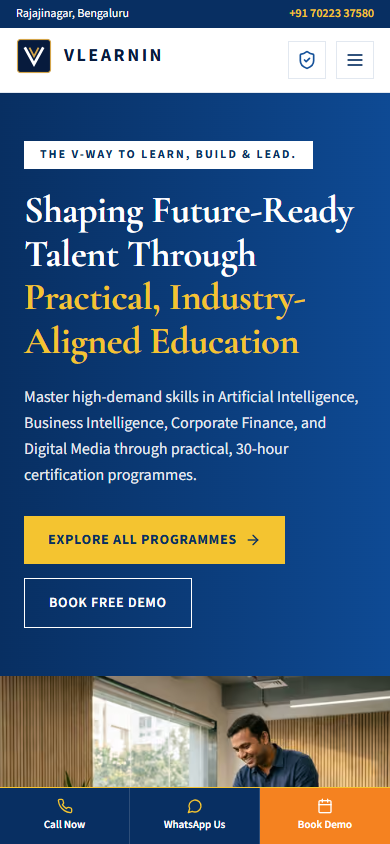 Rajajinagar, Bengaluru
+91 70223 37580
VLEARNIN
THE V-WAY TO LEARN, BUILD & LEAD.
Shaping Future-Ready
Talent Through
Practical, Industry-
Aligned Education
Master high-demand skills in Artificial Intelligence,
Business Intelligence, Corporate Finance, and
Digital Media through practical, 30-hour
certification programmes.
EXPLORE ALL PROGRAMMES →
BOOK FREE DEMO
Call Now
WhatsApp Us
Book Demo